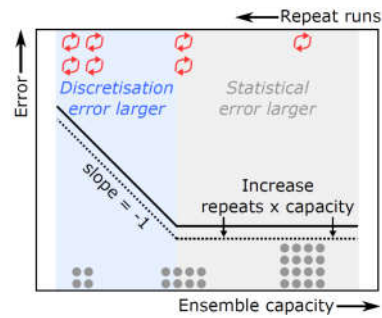 Repeat runs
Error
Discretisation
error larger
Statistical
error larger
slope = -1
Increase
repeats x capacity
Ensemble capacity